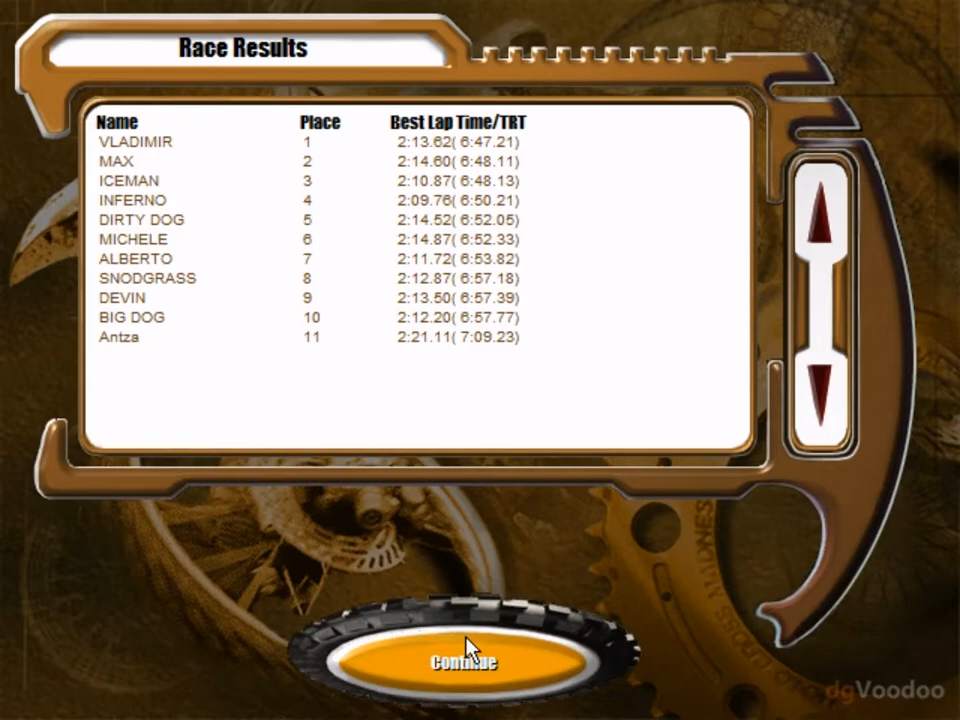 Race Results
Name Place Best Lap Time/TRT
VLADIMIR 1 2:13.62( 6:47.21)
MAX 2 2:14.60( 6:48.11)
ICEMAN 3 2:10.87( 6:48.13)
INFERNO 4 2:09.76( 6:50.21)
DIRTY DOG 5 2:14.52( 6:52.05)
MICHELE 6 2:14.87( 6:52.33)
ALBERTO 7 2:11.72( 6:53.82)
SNODGRASS 8 2:12.87( 6:57.18)
DEVIN 9 2:13.50( 6:57.39)
BIG DOG 10 2:12.20( 6:57.77)
Antza 11 2:21.11( 7:09.23)
Continue
MOTOCROSS MADNESS
dgVoodoo